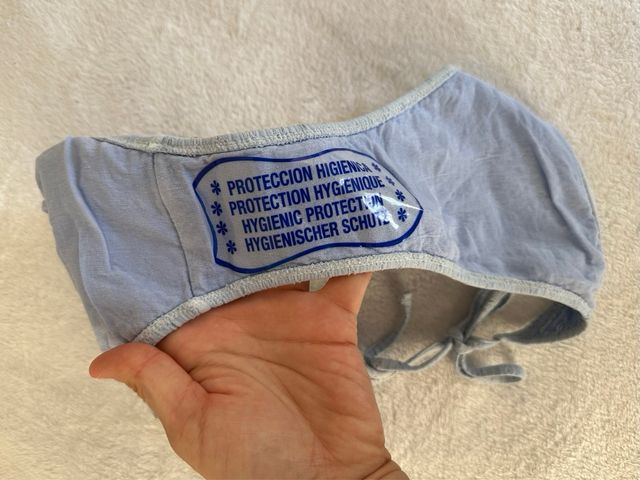 * PROTECCION HIGIENICA *
* PROTECTION HYGIENIQUE *
* HYGIENIC PROTECTION *
* HYGIENISCHER SCHUTZ *